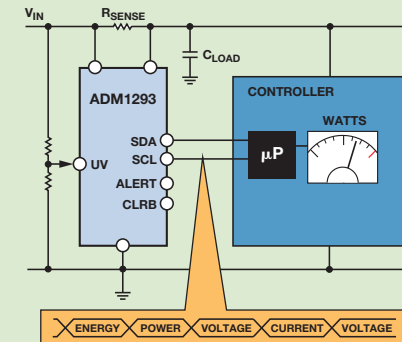 VIN RSENSE
CLOAD
ADM1293
CONTROLLER
WATTS
SDA
SCL
µP
UV
ALERT
CLRB
ENERGY POWER VOLTAGE CURRENT VOLTAGE